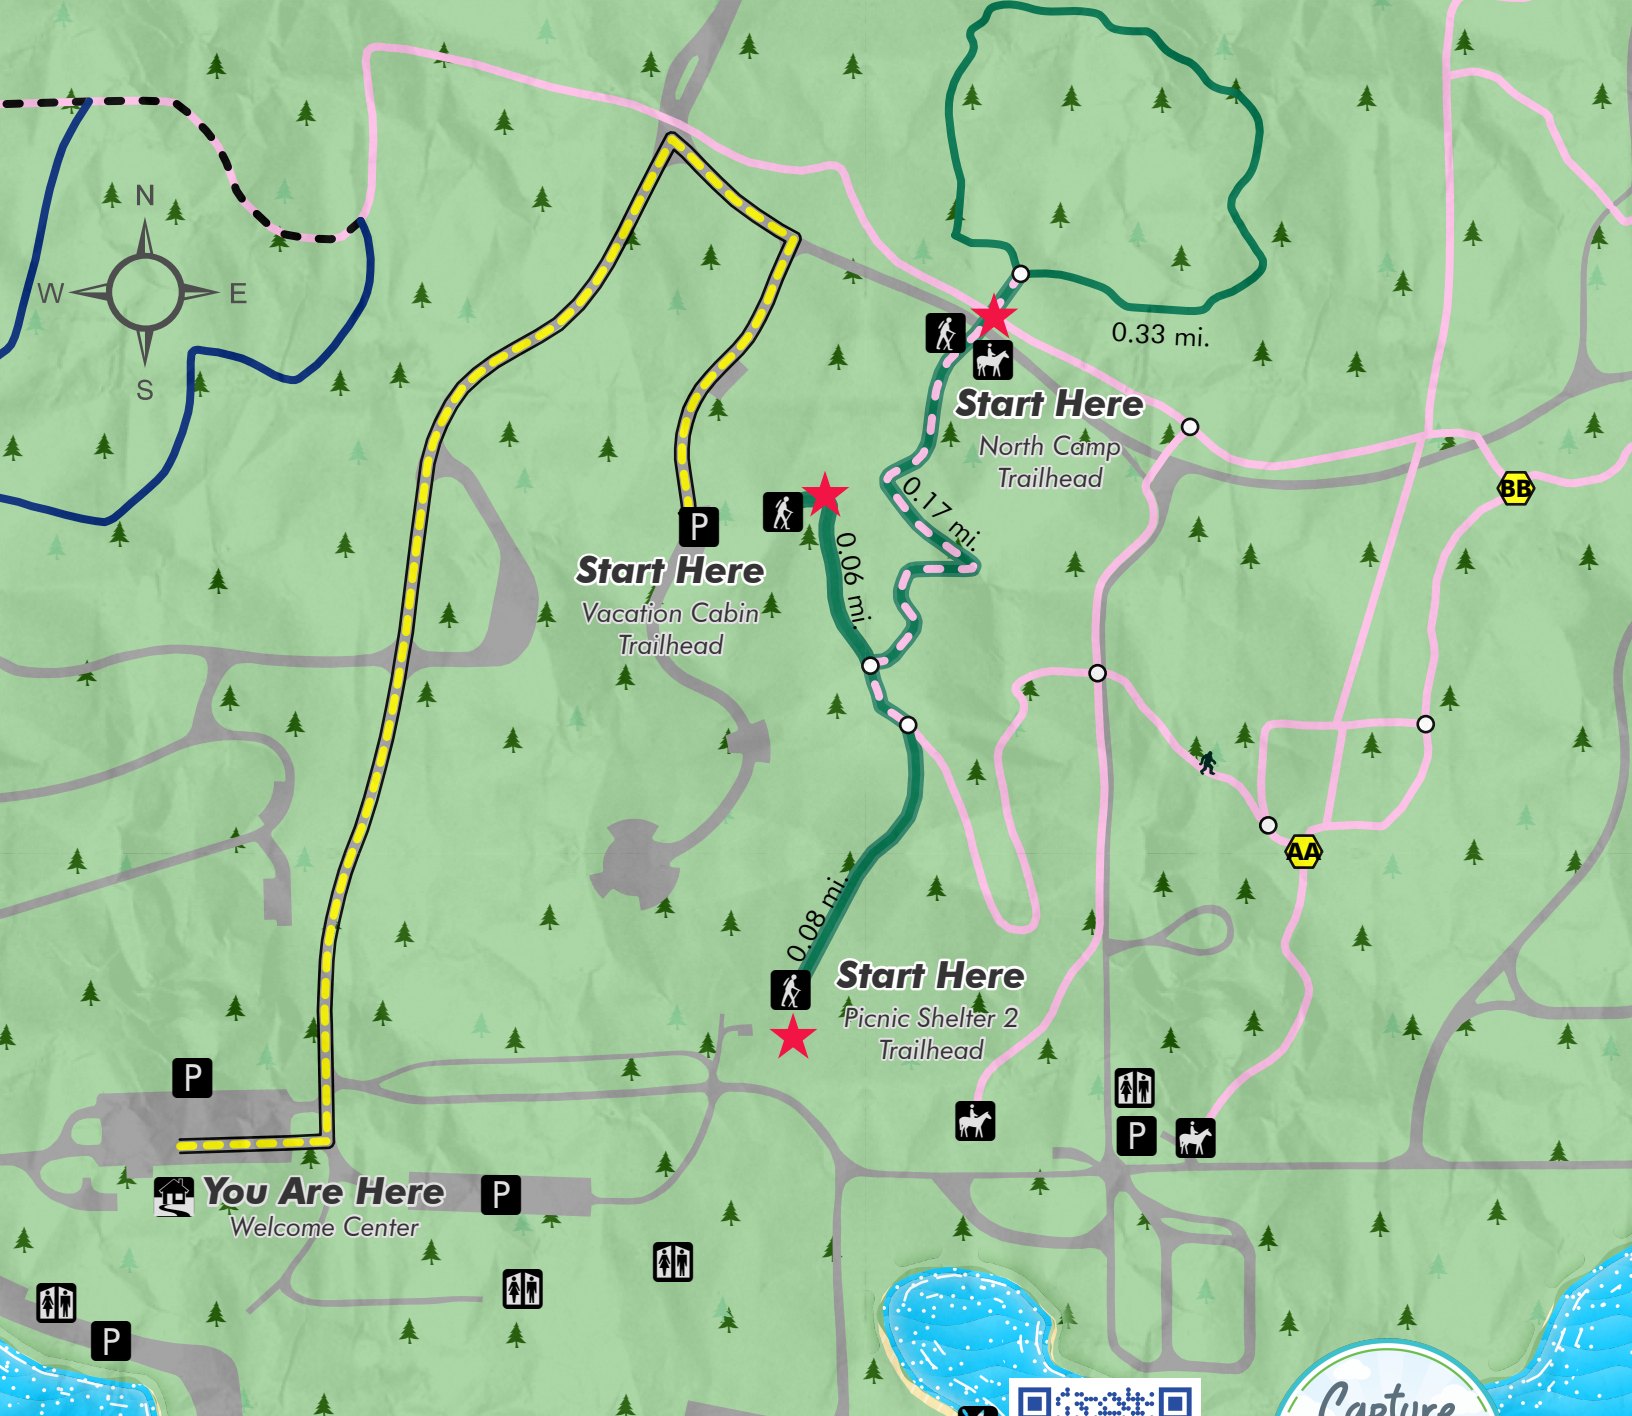 N
W E
S
0.33 mi.
Start Here
North Camp
Trailhead
0.17 mi.
BB
P
0.06 mi.
Start Here
Vacation Cabin
Trailhead
AA
0.08 mi.
Start Here
Picnic Shelter 2
Trailhead
P
P
You Are Here
Welcome Center
P
P
Capture